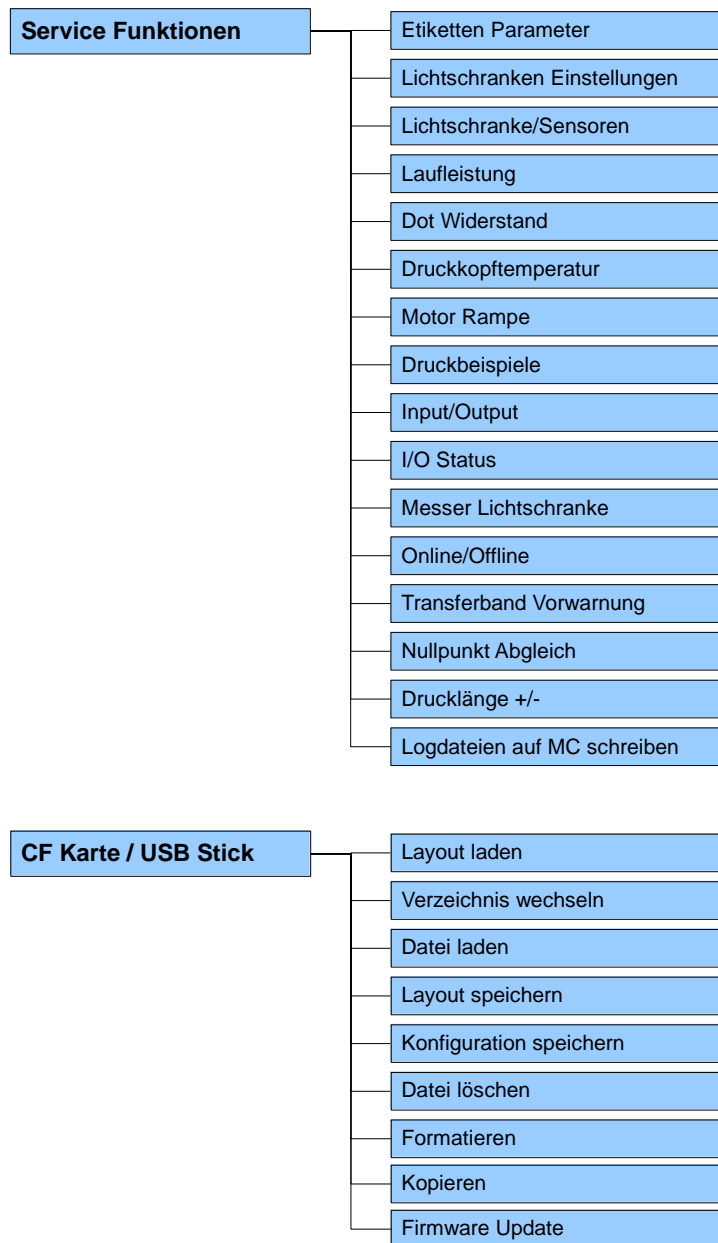 Service Funktionen
Etiketten Parameter
Lichtschranken Einstellungen
Lichtschranke/Sensoren
Laufleistung
Dot Widerstand
Druckkopftemperatur
Motor Rampe
Druckbeispiele
Input/Output
I/O Status
Messer Lichtschranke
Online/Offline
Transferband Vorwarnung
Nullpunkt Abgleich
Drucklänge +/-
Logdateien auf MC schreiben
CF Karte / USB Stick
Layout laden
Verzeichnis wechseln
Datei laden
Layout speichern
Konfiguration speichern
Datei löschen
Formatieren
Kopieren
Firmware Update